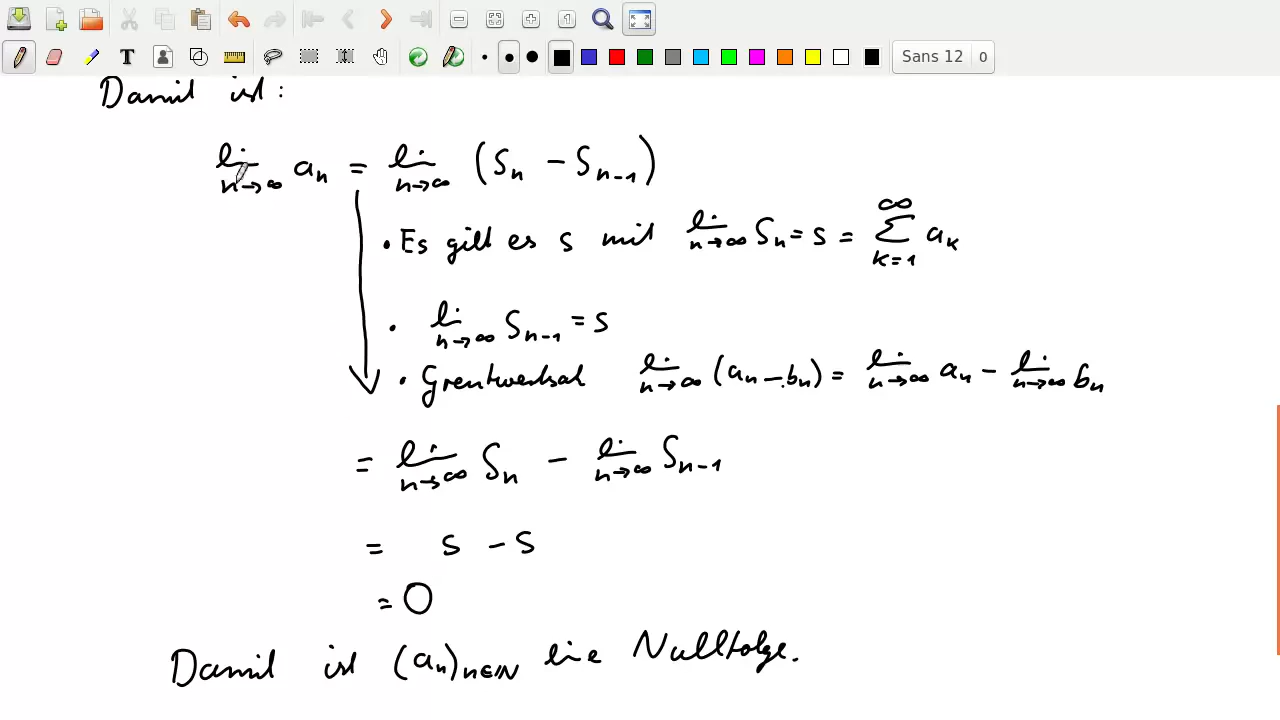 T Sans 12 0
Damit ist:
lim n→∞ aₙ = lim n→∞ (Sₙ − Sₙ₋₁)
• Es gilt es s mit lim n→∞ Sₙ = s = ∑ k=1 ∞ aₖ
• lim n→∞ Sₙ₋₁ = s
• Grentwertsat lim n→∞ (aₙ − bₙ) = lim n→∞ aₙ − lim n→∞ bₙ
= lim n→∞ Sₙ − lim n→∞ Sₙ₋₁
= s − s
= 0
Damit ist (aₙ)n∈ℕ eine Nullfolge.